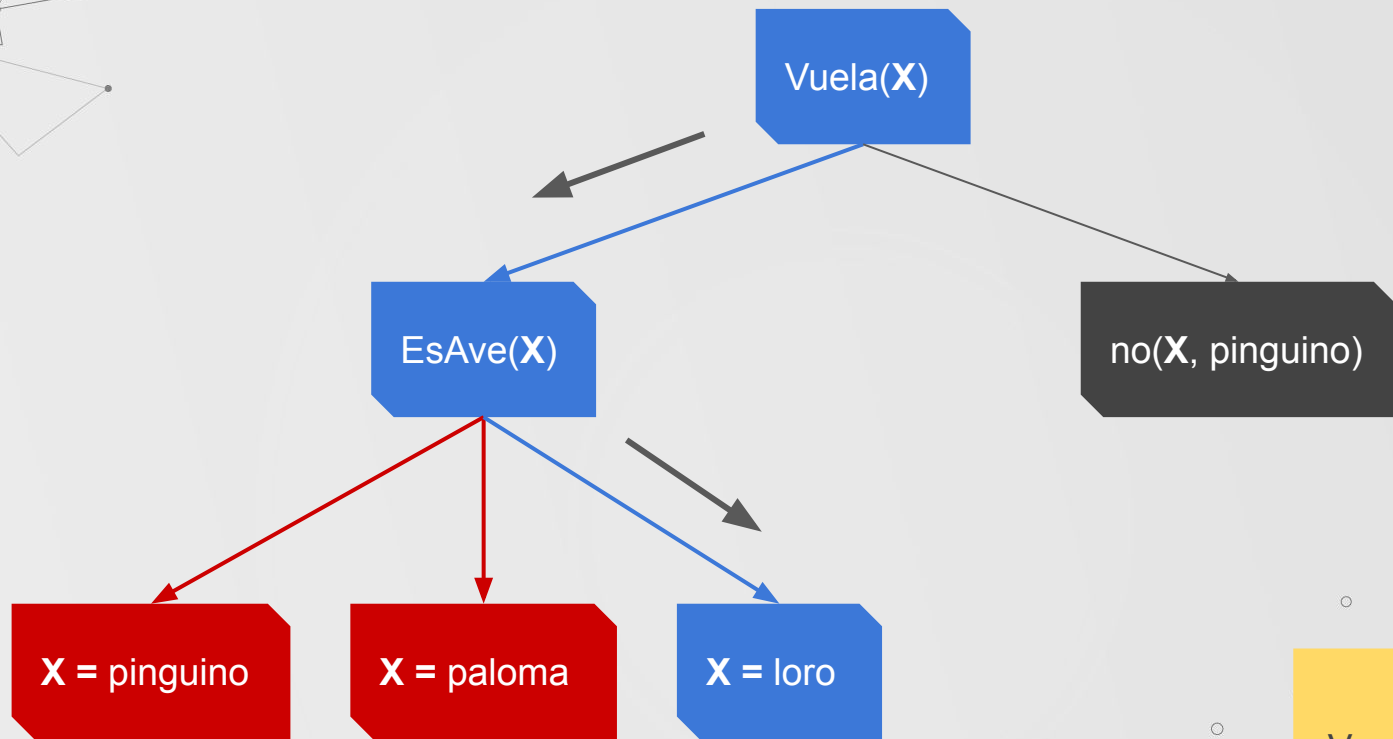 Vuela(X)
EsAve(X)
no(X, pinguino)
X = pinguino
X = paloma
X = loro